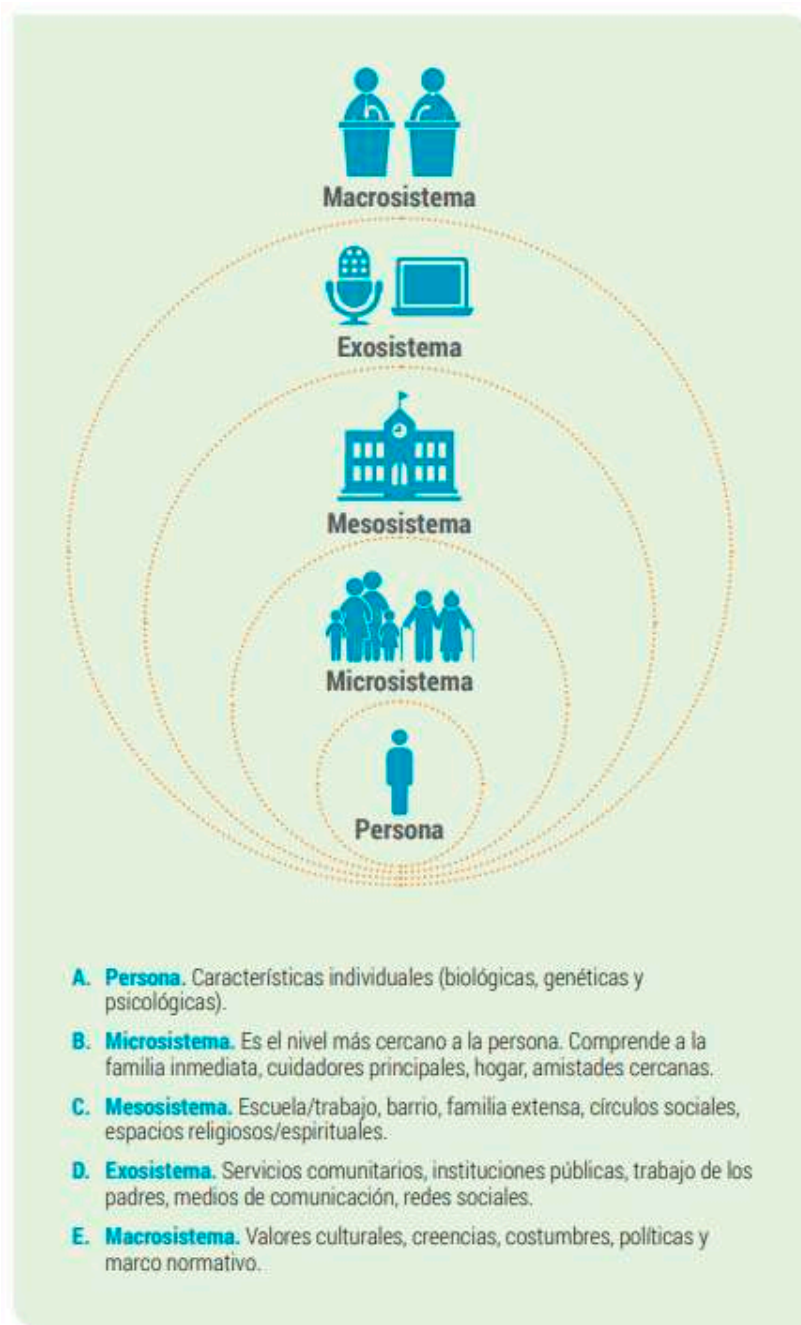 Macrosistema
Exosistema
Mesosistema
Microsistema
Persona
A. Persona. Características individuales (biológicas, genéticas y
psicológicas).
B. Microsistema. Es el nivel más cercano a la persona. Comprende a la
familia inmediata, cuidadores principales, hogar, amistades cercanas.
C. Mesosistema. Escuela/trabajo, barrio, familia extensa, círculos sociales,
espacios religiosos/espirituales.
D. Exosistema. Servicios comunitarios, instituciones públicas, trabajo de los
padres, medios de comunicación, redes sociales.
E. Macrosistema. Valores culturales, creencias, costumbres, políticas y
marco normativo.